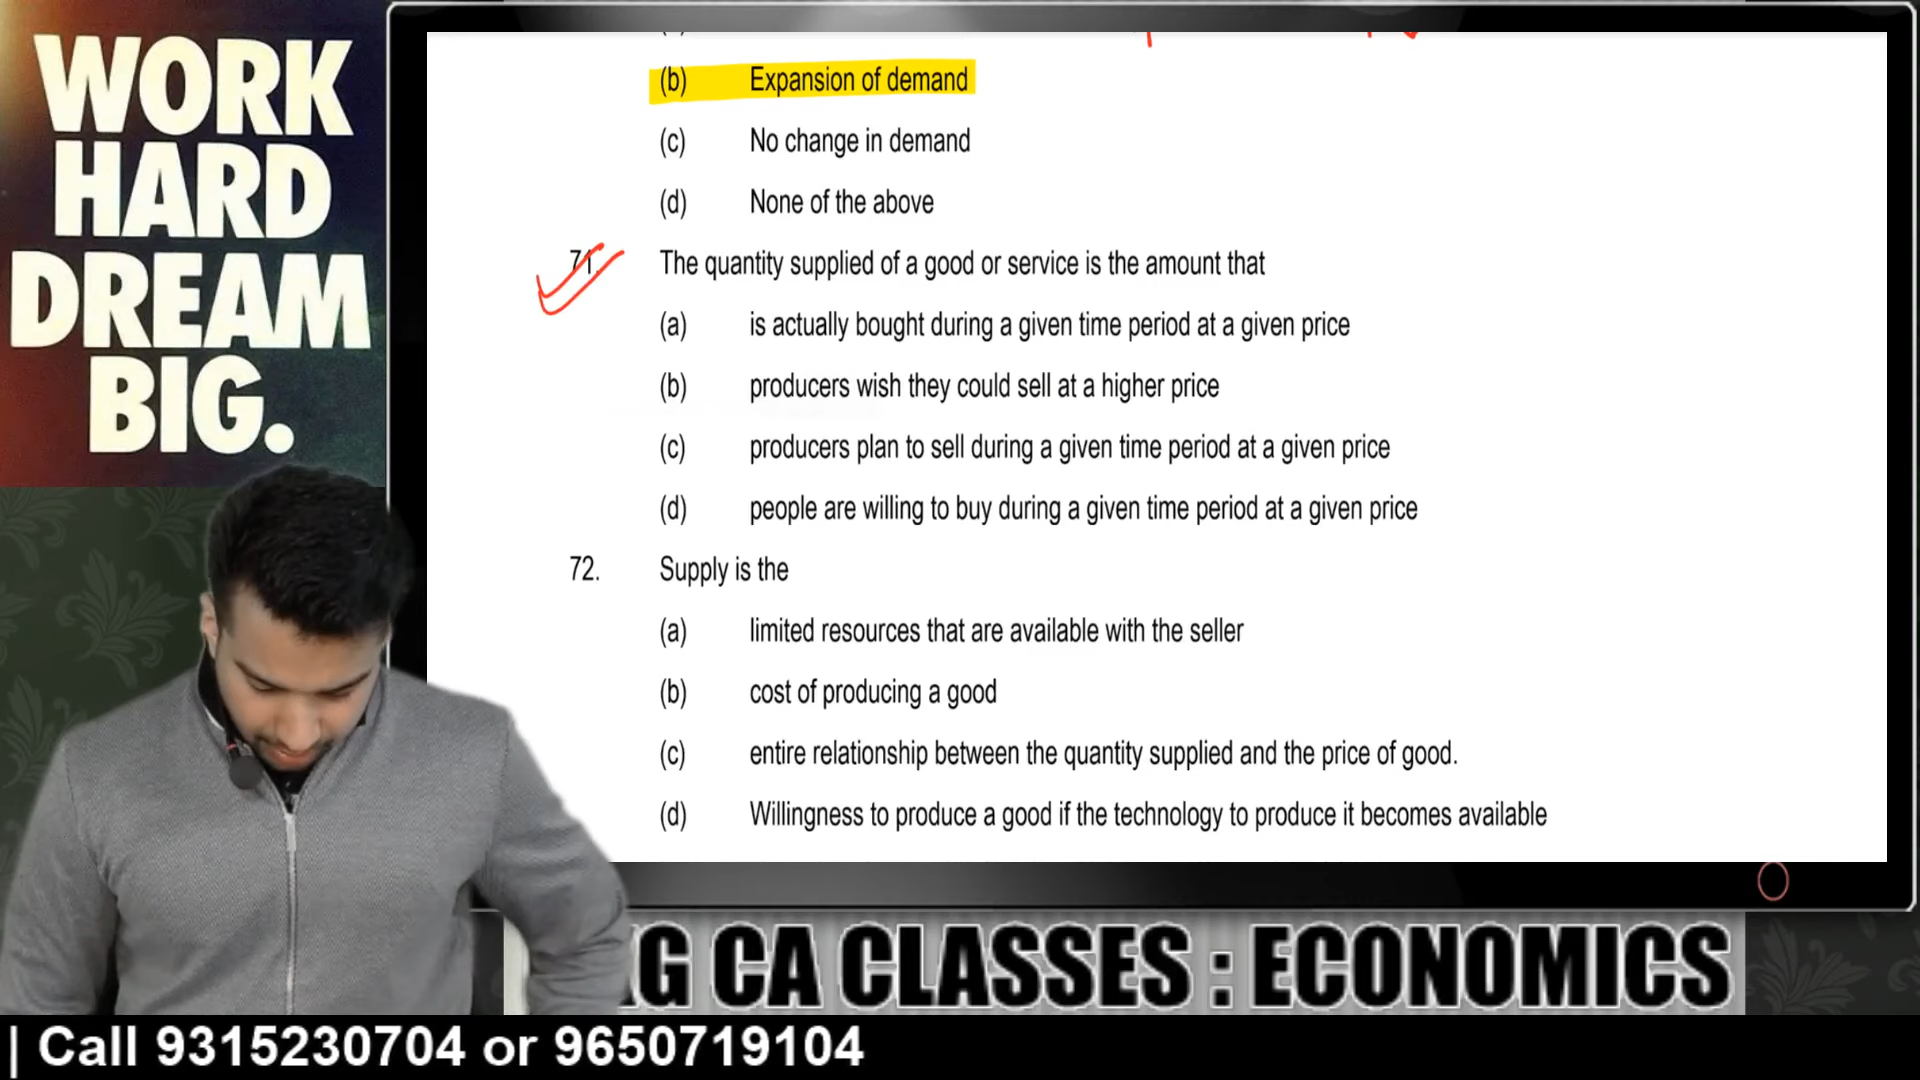 WORK
HARD
DREAM
BIG.
(b) Expansion of demand
(c) No change in demand
(d) None of the above
71. The quantity supplied of a good or service is the amount that
(a) is actually bought during a given time period at a given price
(b) producers wish they could sell at a higher price
(c) producers plan to sell during a given time period at a given price
(d) people are willing to buy during a given time period at a given price
72. Supply is the
(a) limited resources that are available with the seller
(b) cost of producing a good
(c) entire relationship between the quantity supplied and the price of good.
(d) Willingness to produce a good if the technology to produce it becomes available
G CA CLASSES : ECONOMICS
| Call 9315230704 or 9650719104